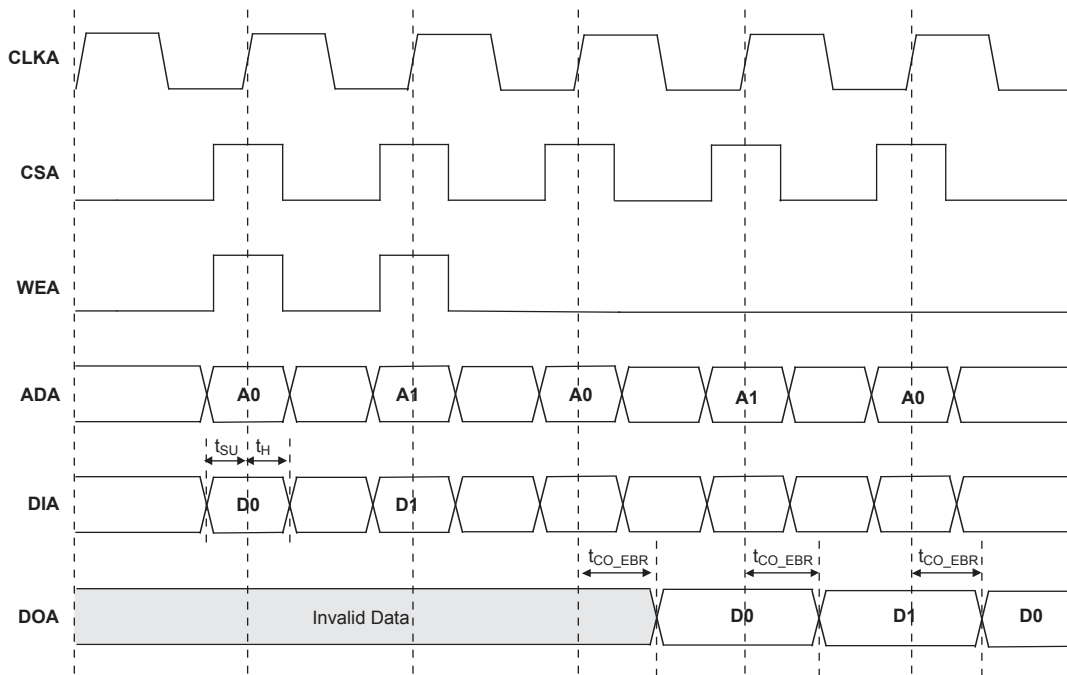 CLKA
CSA
WEA
ADA A0 A1 A0 A1 A0
tSU tH
DIA D0 D1
tCO_EBR tCO_EBR tCO_EBR
DOA Invalid Data D0 D1 D0